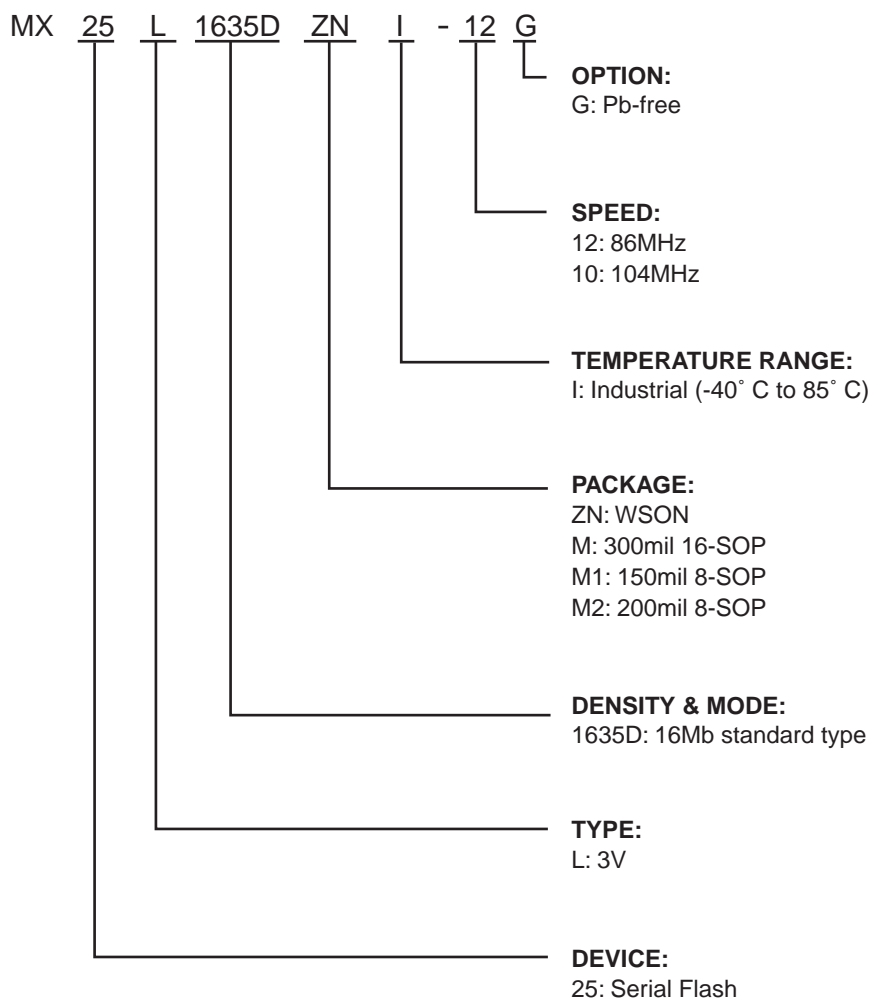 MX 25 L 1635D ZN I - 12 G
OPTION:
G: Pb-free
SPEED:
12: 86MHz
10: 104MHz
TEMPERATURE RANGE:
I: Industrial (-40˚ C to 85˚ C)
PACKAGE:
ZN: WSON
M: 300mil 16-SOP
M1: 150mil 8-SOP
M2: 200mil 8-SOP
DENSITY & MODE:
1635D: 16Mb standard type
TYPE:
L: 3V
DEVICE:
25: Serial Flash